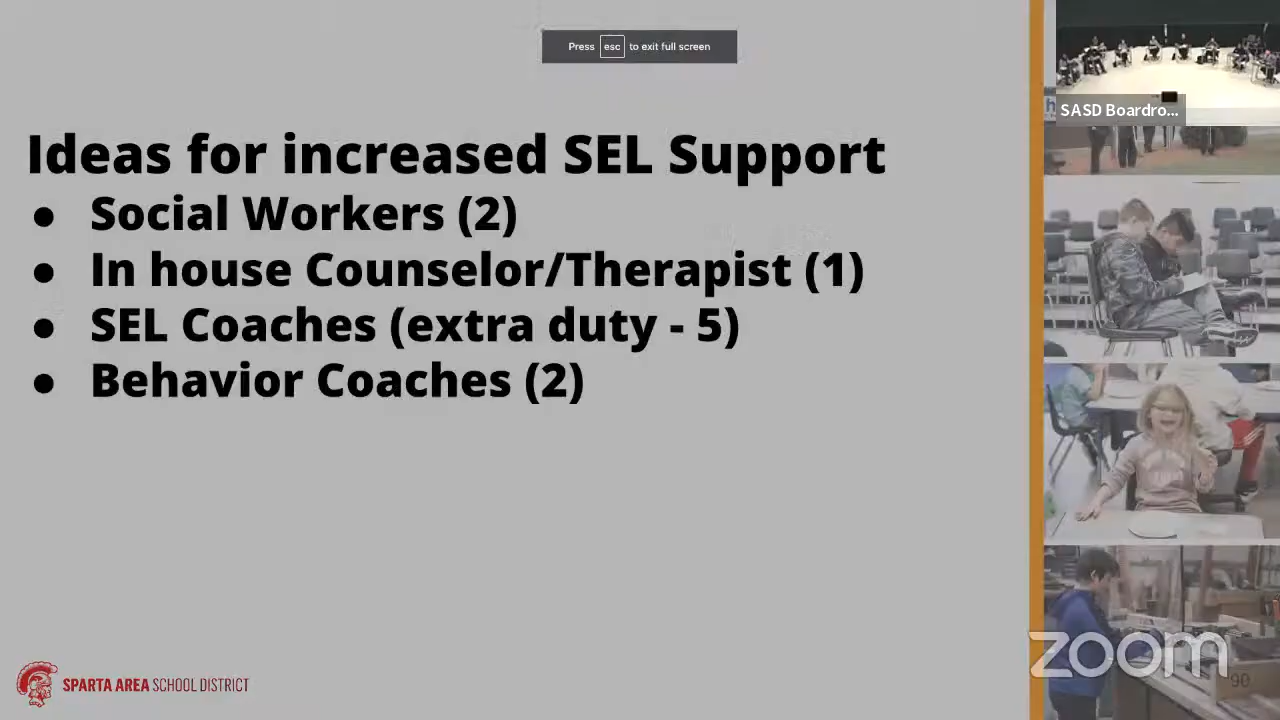 Press esc to exit full screen
SASD Boardro...
Ideas for increased SEL Support
● Social Workers (2)
● In house Counselor/Therapist (1)
● SEL Coaches (extra duty - 5)
● Behavior Coaches (2)
SPARTA AREA SCHOOL DISTRICT
zoom
90